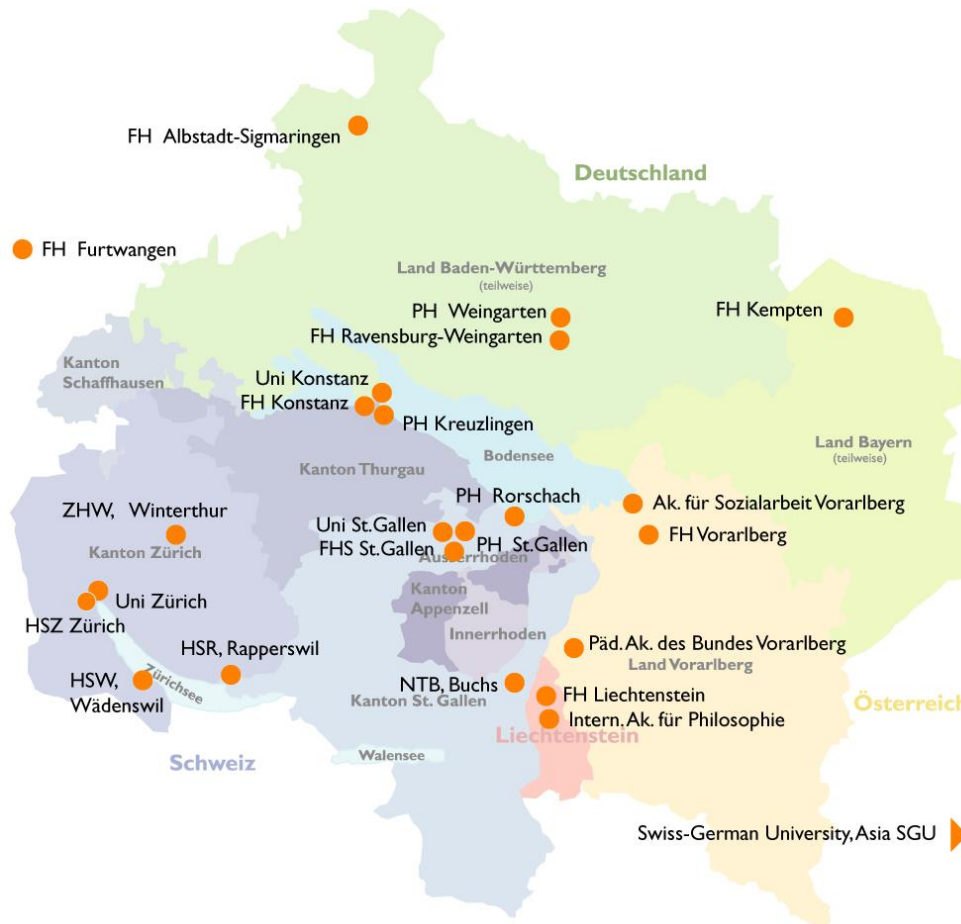 FH Albstadt-Sigmaringen
Deutschland
FH Furtwangen
Land Baden-Württemberg
(teilweise)
PH Weingarten
FH Kempten
FH Ravensburg-Weingarten
Kanton
Schaffhausen
Uni Konstanz
FH Konstanz
PH Kreuzlingen
Land Bayern
(teilweise)
Bodensee
Kanton Thurgau
PH Rorschach
Ak. für Sozialarbeit Vorarlberg
ZHW, Winterthur
Kanton Zürich
Uni St.Gallen
FH Vorarlberg
FHS St.Gallen
PH St.Gallen
Ausserrhoden
Kanton
Appenzell
Uni Zürich
HSZ Zürich
Innerrhoden
HSR, Rapperswil
Päd. Ak. des Bundes Vorarlberg
Land Vorarlberg
Zürichsee
HSW,
Wädenswil
NTB, Buchs
Kanton St. Gallen
FH Liechtenstein
Österreich
Intern. Ak. für Philosophie
Liechtenstein
Walensee
Schweiz
Swiss-German University, Asia SGU